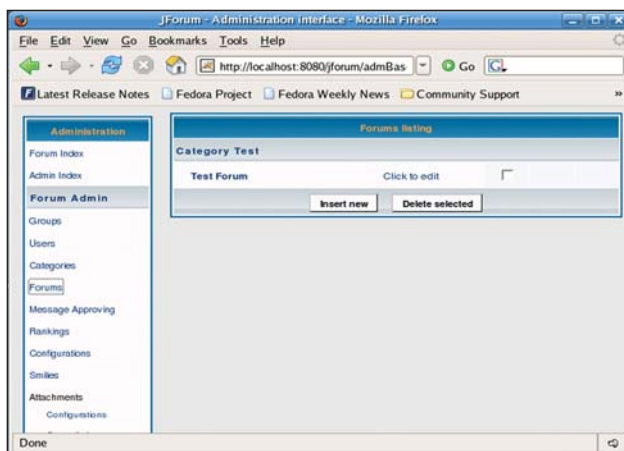 JForum - Administration interface - Mozilla Firefox
File Edit View Go Bookmarks Tools Help
http://localhost:8080/jforum/admBas Go
Latest Release Notes Fedora Project Fedora Weekly News Community Support »
Administration
Forum Index
Admin Index
Forum Admin
Groups
Users
Categories
Forums
Message Approving
Rankings
Configurations
Smilies
Attachments
Configurations
Forums listing
Category Test
Test Forum Click to edit
Insert new Delete selected
Done